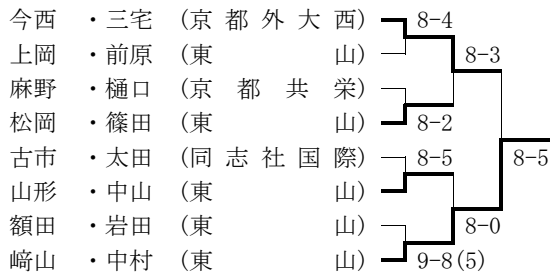 今西 ・三宅 (京都外大西) 8-4
上岡 ・前原 (東山) 8-3
麻野 ・樋口 (京都共栄)
松岡 ・篠田 (東山) 8-2
古市 ・太田 (同志社国際) 8-5 8-5
山形 ・中山 (東山)
額田 ・岩田 (東山) 8-0
﨑山 ・中村 (東山) 9-8(5)